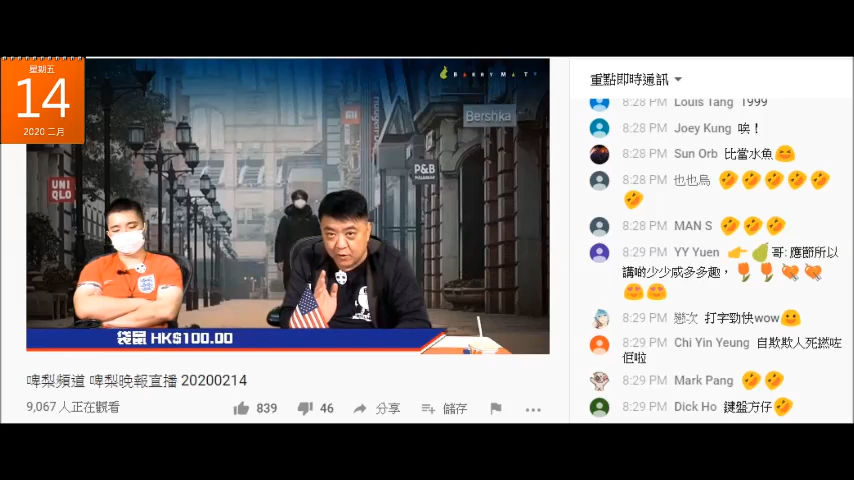 星期五
14
2020 二月
BARRYMATT
UNI
QLO
Bershka
P&B
袋鼠 HK$100.00
啤梨頻道 啤梨晚報直播 20200214
9,067 人正在觀看
839
46
分享
儲存
重點即時通訊
8:28 PM Louis Tang 1999
8:28 PM Joey Kung 唉！
8:28 PM Sun Orb 比當水魚😊
8:28 PM 也也烏 🤣🤣🤣🤣🤣
🤣
8:28 PM MAN S 🤣🤣🤣
8:29 PM YY Yuen 👉🍐哥: 應節所以
講啲少少咸多多趣，🌷🌷💘💘
😍😍
8:29 PM 戀次 打字勁快wow😊
8:29 PM Chi Yin Yeung 自欺欺人死撚咗
佢啦
8:29 PM Mark Pang 🤣🤣
8:29 PM Dick Ho 鍵盤方仔🤣